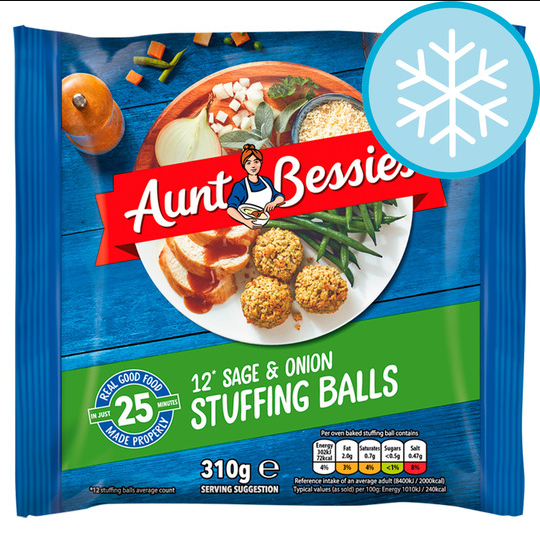 Aunt Bessie's
12* SAGE & ONION
STUFFING BALLS
REAL GOOD FOOD
IN JUST 25 MINUTES
MADE PROPERLY
310g e
SERVING SUGGESTION
*12 stuffing balls average count
Per oven baked stuffing ball contains
Energy 302kJ 72kcal 4%
Fat 2.0g 3%
Saturates 0.7g 4%
Sugars <0.5g <1%
Salt 0.47g 8%
Reference intake of an average adult (8400kJ / 2000kcal)
Typical values (as sold) per 100g: Energy 1010kJ / 240kcal